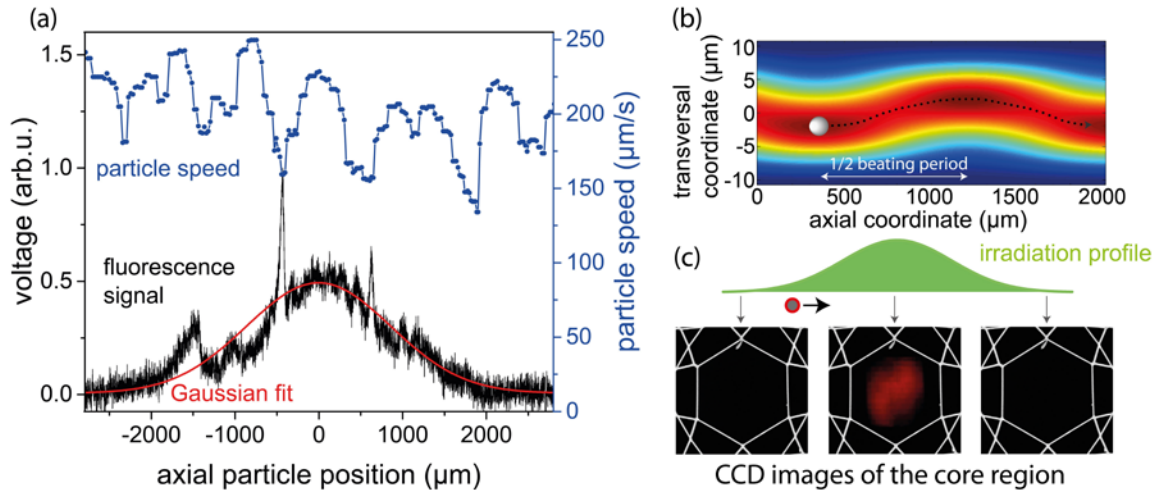 (a)
voltage (arb.u.)
1.5
1.0
0.5
0.0
particle speed
fluorescence
signal
Gaussian fit
250
200
150
100
50
0
particle speed (µm/s)
-2000
-1000
0
1000
2000
axial particle position (µm)
(b)
transversal
coordinate (µm)
10
5
0
-5
-10
1/2 beating period
0
500
1000
1500
2000
axial coordinate (µm)
(c)
irradiation profile
CCD images of the core region